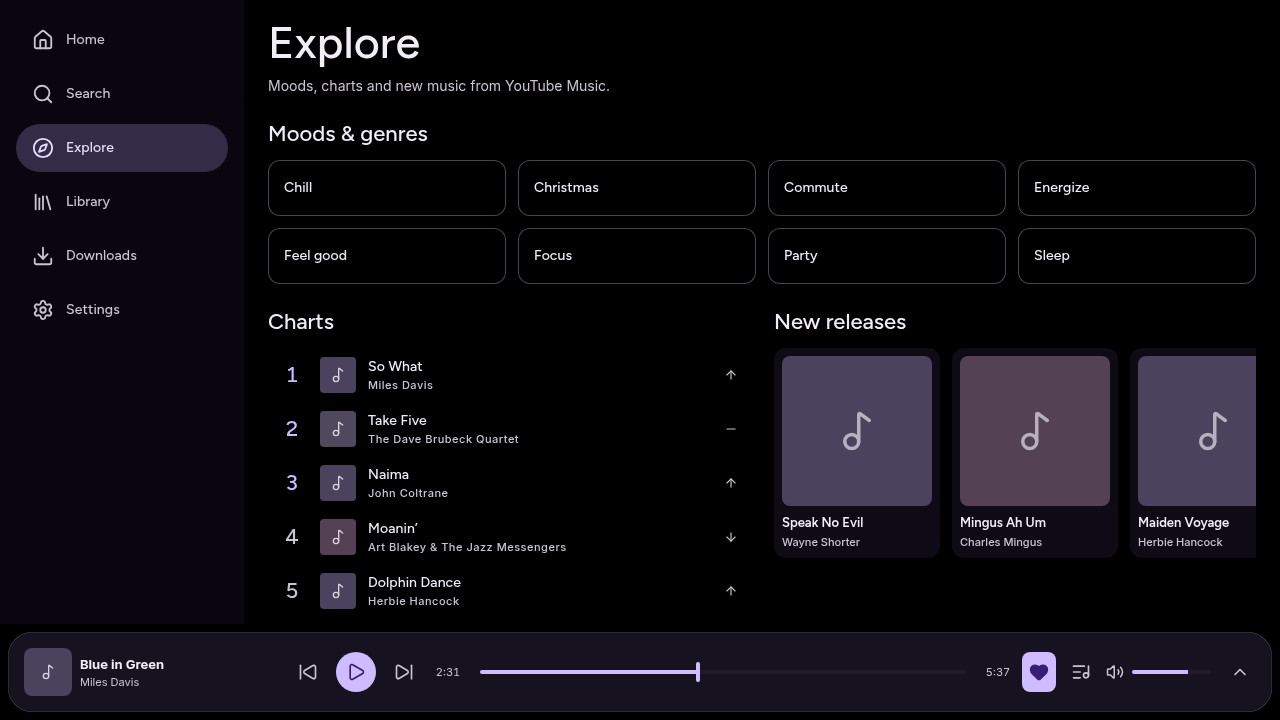 Home
Search
Explore
Library
Downloads
Settings
Explore
Moods, charts and new music from YouTube Music.
Moods & genres
Chill
Christmas
Commute
Energize
Feel good
Focus
Party
Sleep
Charts
1
So What
Miles Davis
2
Take Five
The Dave Brubeck Quartet
3
Naima
John Coltrane
4
Moanin’
Art Blakey & The Jazz Messengers
5
Dolphin Dance
Herbie Hancock
New releases
Speak No Evil
Wayne Shorter
Mingus Ah Um
Charles Mingus
Maiden Voyage
Herbie Hancock
Blue in Green
Miles Davis
2:31
5:37